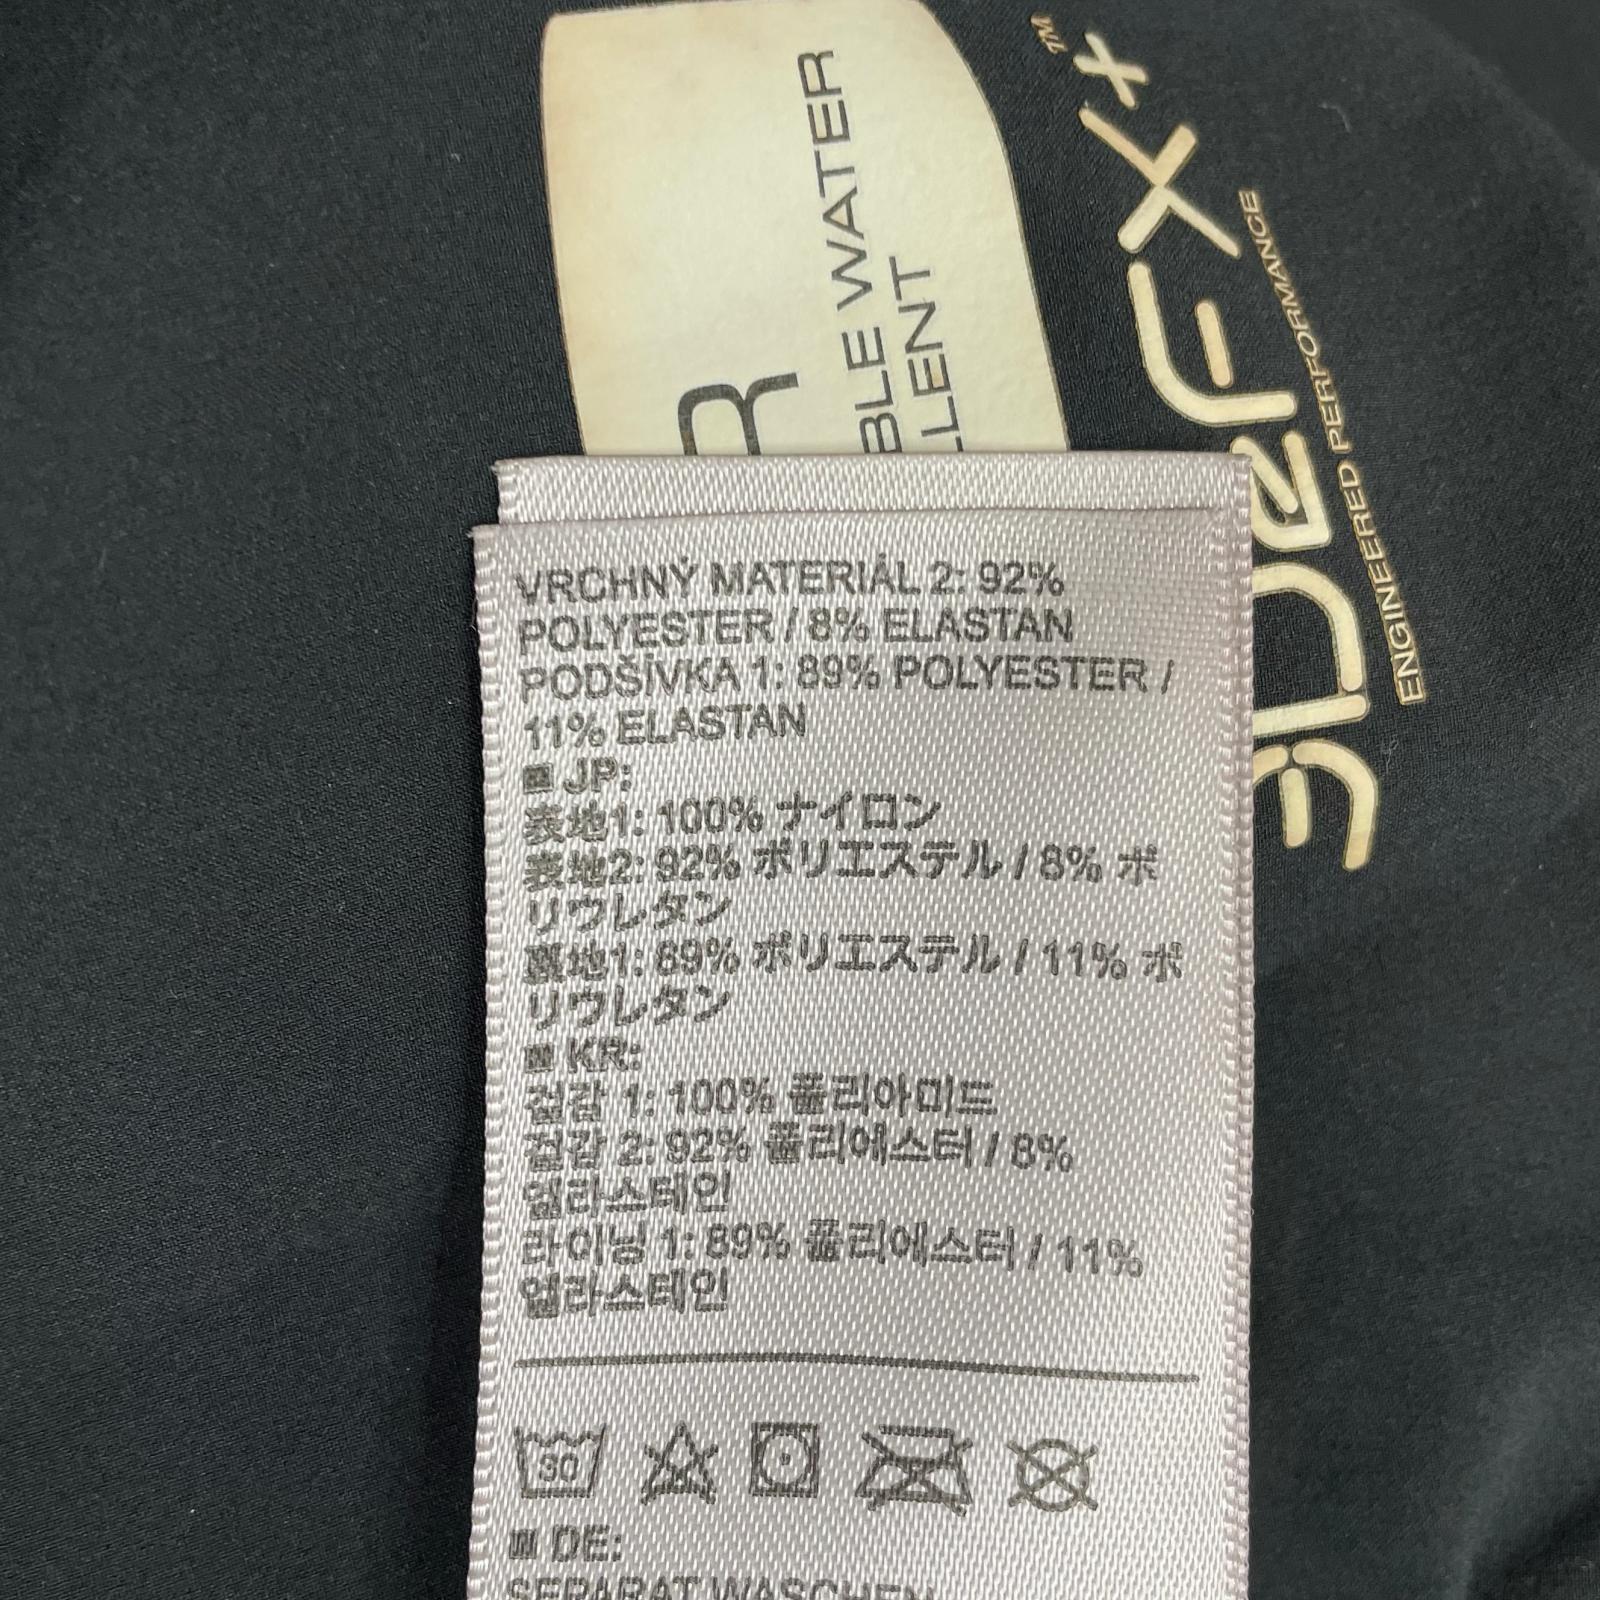 BLE WATER
LLENT
TM
ENGINEERED PERFORMANCE
VRCHNÝ MATERIÁL 2: 92%
POLYESTER / 8% ELASTAN
PODŠÍVKA 1: 89% POLYESTER /
11% ELASTAN
■ JP:
表地1: 100% ナイロン
表地2: 92% ポリエステル / 8% ポ
リウレタン
裏地1: 89% ポリエステル / 11% ポ
リウレタン
■ KR:
겉감 1: 100% 폴리아미드
겉감 2: 92% 폴리에스터 / 8%
엘라스테인
라이닝 1: 89% 폴리에스터 / 11%
엘라스테인
30
■ DE:
SEPARAT WASCHEN